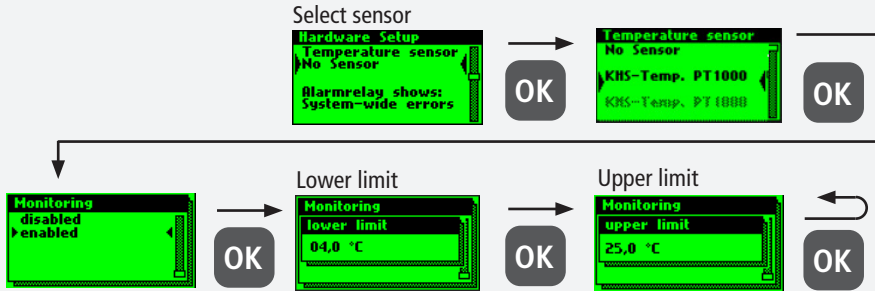 Select sensor
Hardware Setup
Temperature sensor
No Sensor
Alarmrelay shows:
System-wide errors
OK
Temperature sensor
No Sensor
KHS-Temp. PT1000
KHS-Temp. PT1000
OK
Monitoring
disabled
enabled
OK
Lower limit
Monitoring
lower limit
04,0 °C
OK
Upper limit
Monitoring
upper limit
25,0 °C
OK